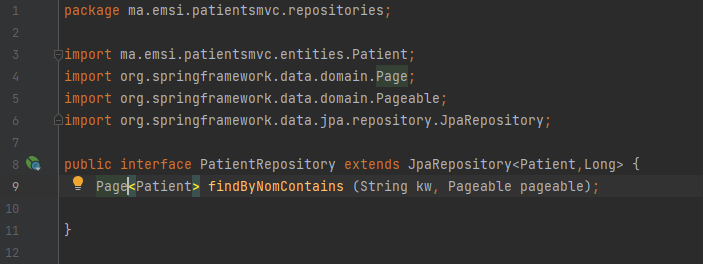 1 package ma.emsi.patientsmvc.repositories;
2
3 import ma.emsi.patientsmvc.entities.Patient;
4 import org.springframework.data.domain.Page;
5 import org.springframework.data.domain.Pageable;
6 import org.springframework.data.jpa.repository.JpaRepository;
7
8 public interface PatientRepository extends JpaRepository<Patient,Long> {
9 Page<Patient> findByNomContains (String kw, Pageable pageable);
10
11 }
12